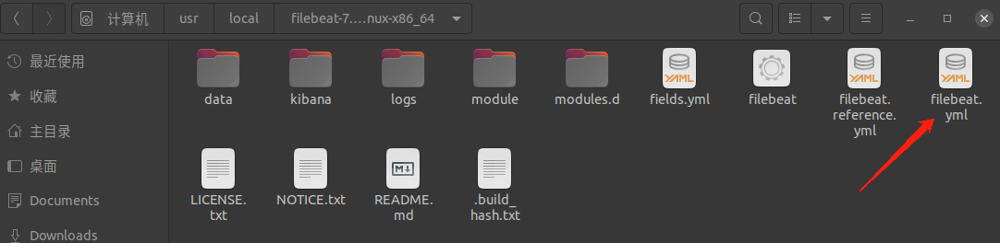 计算机 usr local filebeat-7....nux-x86_64
最近使用
收藏
主目录
桌面
Documents
Downloads
data kibana logs module modules.d fields.yml filebeat filebeat.reference.yml filebeat.yml
YAML YAML YAML
LICENSE.txt NOTICE.txt README.md .build_hash.txt
M